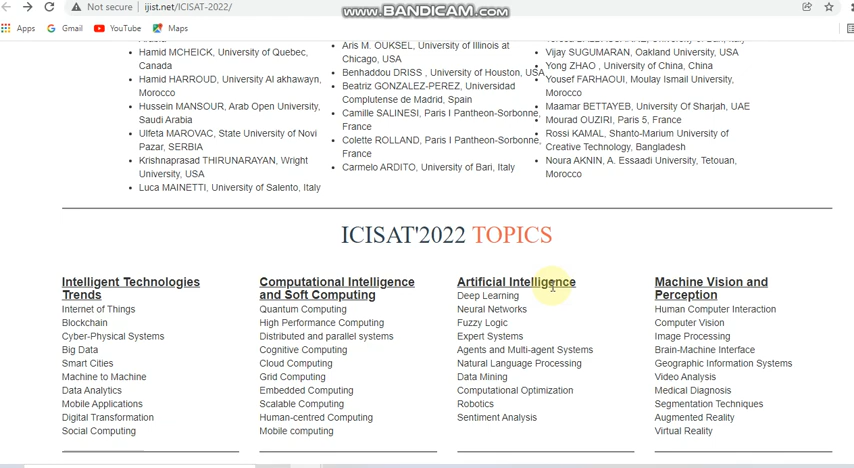 www.BANDICAM.com
Not secure | ijist.net/ICISAT-2022/
Apps Gmail YouTube Maps
Hamid MCHEICK, University of Quebec,
Canada
Hamid HARROUD, University Al akhawayn,
Morocco
Hussein MANSOUR, Arab Open University,
Saudi Arabia
Ulfeta MAROVAC, State University of Novi
Pazar, SERBIA
Krishnaprasad THIRUNARAYAN, Wright
University, USA
Luca MAINETTI, University of Salento, Italy
Aris M. OUKSEL, University of Illinois at
Chicago, USA
Benhaddou DRISS , University of Houston, USA
Beatriz GONZALEZ-PEREZ, Universidad
Complutense de Madrid, Spain
Camille SALINESI, Paris I Pantheon-Sorbonne,
France
Colette ROLLAND, Paris I Pantheon-Sorbonne,
France
Carmelo ARDITO, University of Bari, Italy
Vijay SUGUMARAN, Oakland University, USA
Yong ZHAO , University of China, China
Yousef FARHAOUI, Moulay Ismail University,
Morocco
Maamar BETTAYEB, University Of Sharjah, UAE
Mourad OUZIRI, Paris 5, France
Rossi KAMAL, Shanto-Marium University of
Creative Technology, Bangladesh
Noura AKNIN, A. Essaadi University, Tetouan,
Morocco
ICISAT'2022 TOPICS
Intelligent Technologies
Trends
Internet of Things
Blockchain
Cyber-Physical Systems
Big Data
Smart Cities
Machine to Machine
Data Analytics
Mobile Applications
Digital Transformation
Social Computing
Computational Intelligence
and Soft Computing
Quantum Computing
High Performance Computing
Distributed and parallel systems
Cognitive Computing
Cloud Computing
Grid Computing
Embedded Computing
Scalable Computing
Human-centred Computing
Mobile computing
Artificial Intelligence
Deep Learning
Neural Networks
Fuzzy Logic
Expert Systems
Agents and Multi-agent Systems
Natural Language Processing
Data Mining
Computational Optimization
Robotics
Sentiment Analysis
Machine Vision and
Perception
Human Computer Interaction
Computer Vision
Image Processing
Brain-Machine Interface
Geographic Information Systems
Video Analysis
Medical Diagnosis
Segmentation Techniques
Augmented Reality
Virtual Reality